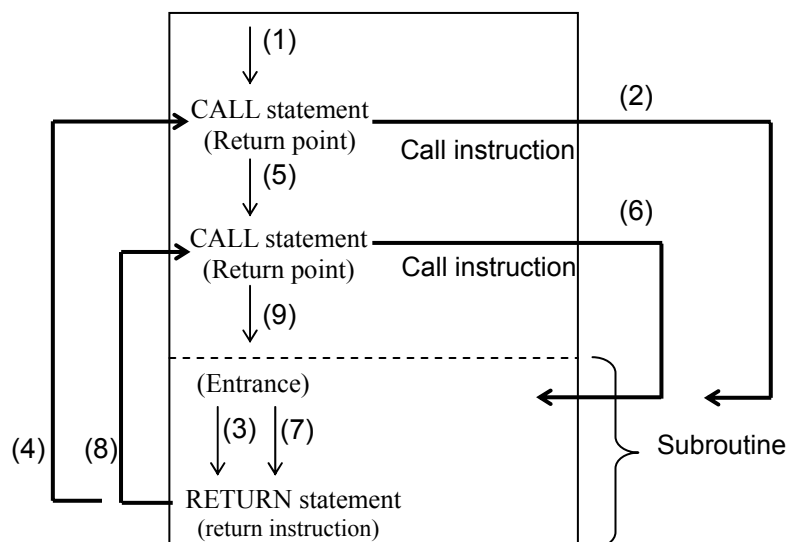 (1)
(2)
CALL statement
(Return point)
Call instruction
(5)
(6)
CALL statement
(Return point)
Call instruction
(9)
(Entrance)
(3)
(7)
(4)
(8)
Subroutine
RETURN statement
(return instruction)